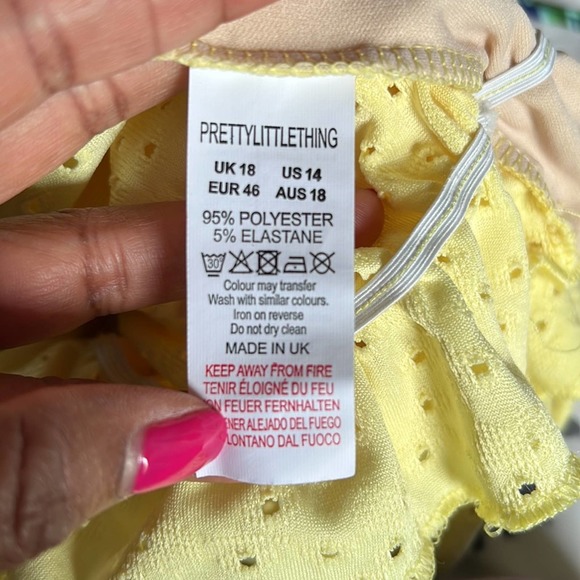 PRETTYLITTLETHING
UK 18 US 14
EUR 46 AUS 18
95% POLYESTER
5% ELASTANE
30
Colour may transfer
Wash with similar colours.
Iron on reverse
Do not dry clean
MADE IN UK
KEEP AWAY FROM FIRE
TENIR ÉLOIGNÉ DU FEU
FEUER FERNHALTEN
ALEJADO DEL FUEGO
DAL FUOCO